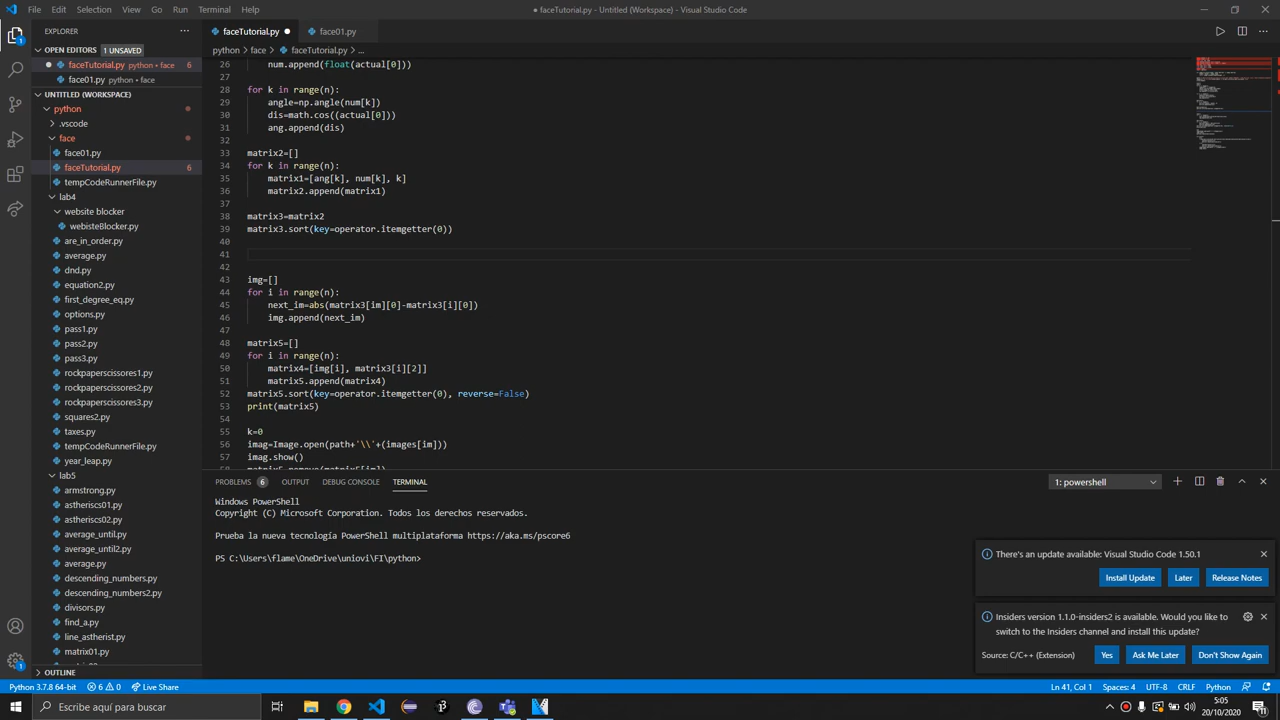 File Edit Selection View Go Run Terminal Help
● faceTutorial.py - Untitled (Workspace) - Visual Studio Code
EXPLORER
OPEN EDITORS 1 UNSAVED
faceTutorial.py python • face 6
face01.py python • face
UNTITLED (WORKSPACE)
python
.vscode
face
face01.py
faceTutorial.py 6
tempCodeRunnerFile.py
lab4
website blocker
webisteBlocker.py
are_in_order.py
average.py
dnd.py
equation2.py
first_degree_eq.py
options.py
pass1.py
pass2.py
pass3.py
rockpaperscissores1.py
rockpaperscissores2.py
rockpaperscissores3.py
squares2.py
taxes.py
tempCodeRunnerFile.py
year_leap.py
lab5
armstrong.py
astheriscs01.py
astheriscs02.py
average_until.py
average_until2.py
average.py
descending_numbers.py
descending_numbers2.py
divisors.py
find_a.py
line_astherist.py
matrix01.py
OUTLINE
faceTutorial.py ● face01.py
python > face > faceTutorial.py > ...
26 num.append(float(actual[0]))
27
28 for k in range(n):
29 angle=np.angle(num[k])
30 dis=math.cos((actual[0]))
31 ang.append(dis)
32
33 matrix2=[]
34 for k in range(n):
35 matrix1=[ang[k], num[k], k]
36 matrix2.append(matrix1)
37
38 matrix3=matrix2
39 matrix3.sort(key=operator.itemgetter(0))
40
41
42
43 img=[]
44 for i in range(n):
45 next_im=abs(matrix3[im][0]-matrix3[i][0])
46 img.append(next_im)
47
48 matrix5=[]
49 for i in range(n):
50 matrix4=[img[i], matrix3[i][2]]
51 matrix5.append(matrix4)
52 matrix5.sort(key=operator.itemgetter(0), reverse=False)
53 print(matrix5)
54
55 k=0
56 imag=Image.open(path+'\\'+(images[im]))
57 imag.show()
58 matrix5.remove(matrix5[im])
PROBLEMS 6 OUTPUT DEBUG CONSOLE TERMINAL
1: powershell
Windows PowerShell
Copyright (C) Microsoft Corporation. Todos los derechos reservados.
Prueba la nueva tecnología PowerShell multiplataforma https://aka.ms/pscore6
PS C:\Users\flame\OneDrive\uniovi\FI\python>
There's an update available: Visual Studio Code 1.50.1
Install Update Later Release Notes
Insiders version 1.1.0-insiders2 is available. Would you like to
switch to the Insiders channel and install this update?
Source: C/C++ (Extension) Yes Ask Me Later Don't Show Again
Python 3.7.8 64-bit 6 0 Live Share
Ln 41, Col 1 Spaces: 4 UTF-8 CRLF Python
Escribe aquí para buscar
5:05
20/10/2020